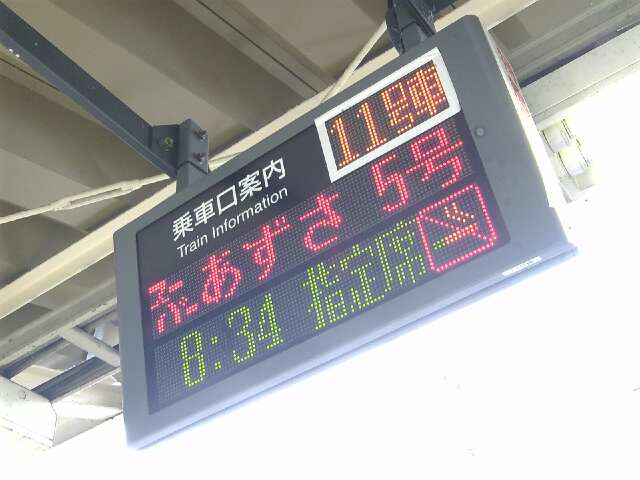 11号車
乗車口案内
Train Information
あずさ 5号
8:34 指定席